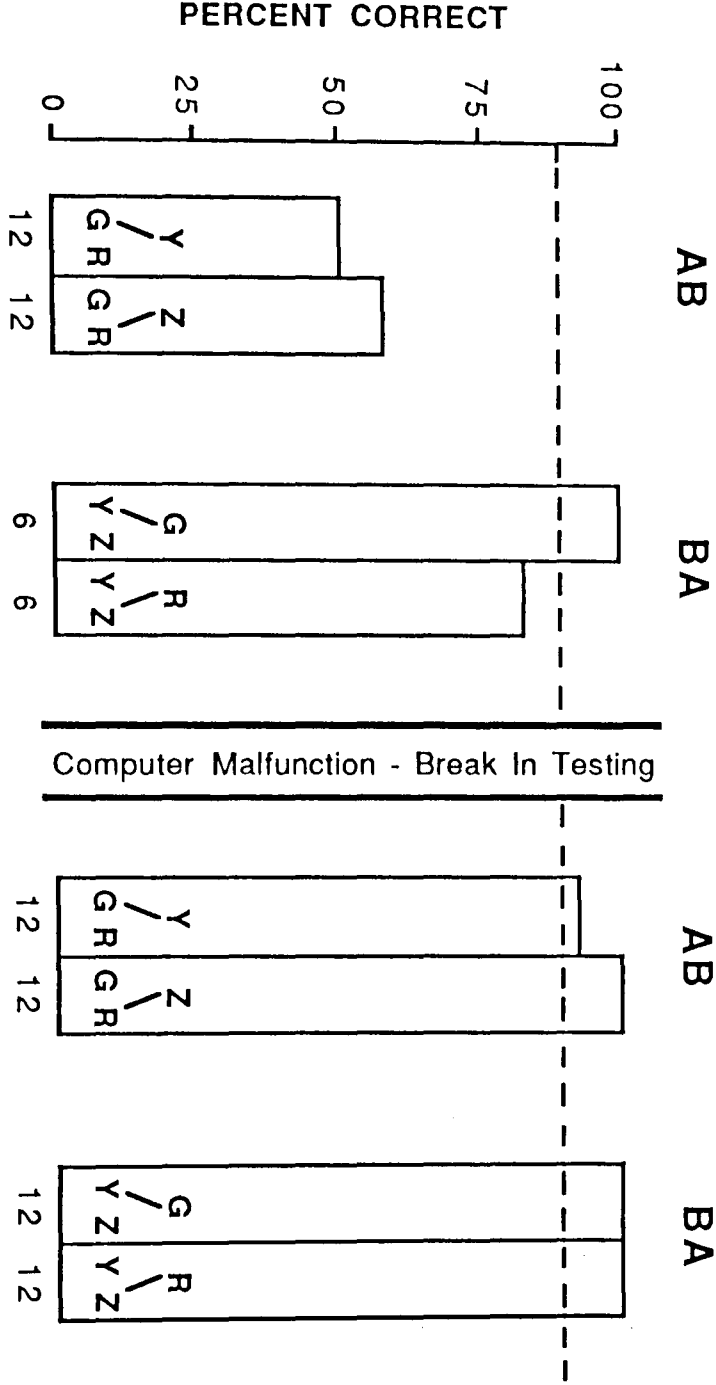 AB BA AB BA
PERCENT CORRECT
100
75
50
25
0
Y Z G R Y Z G R
G R G R Y Z Y Z G R G R Y Z Y Z
12 12 6 6 12 12 12 12
Computer Malfunction - Break In Testing